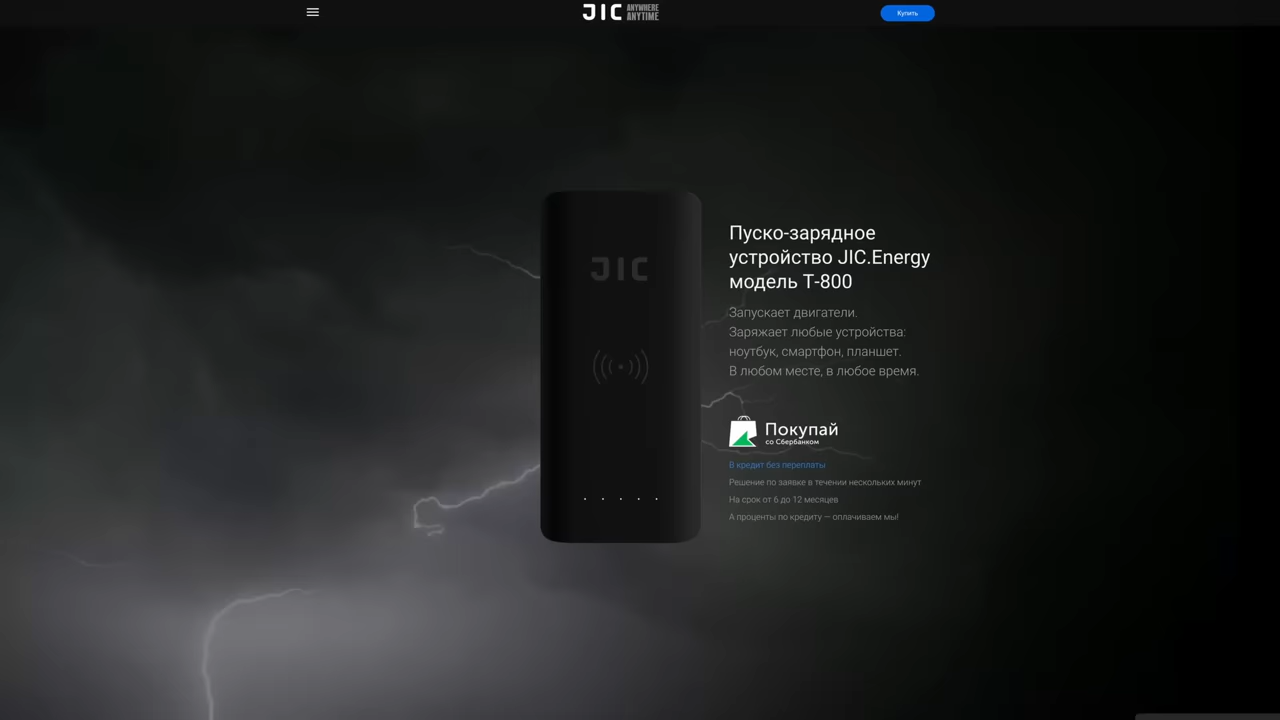 JIC ANYWHERE
ANYTIME
Купить
JIC
Пуско-зарядное
устройство JIC.Energy
модель T-800
Запускает двигатели.
Заряжает любые устройства:
ноутбук, смартфон, планшет.
В любом месте, в любое время.
Покупай
со Сбербанком
В кредит без переплаты
Решение по заявке в течении нескольких минут
На срок от 6 до 12 месяцев
А проценты по кредиту — оплачиваем мы!